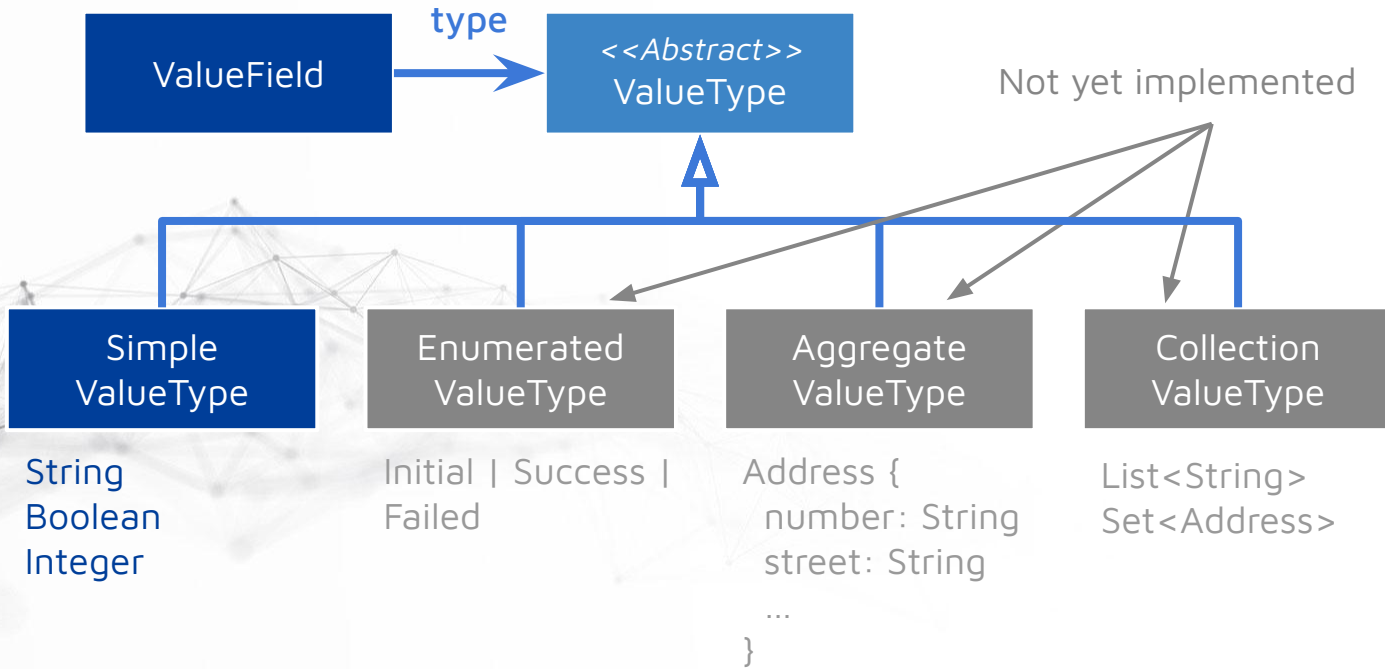 type
ValueField
<<Abstract>>
ValueType
Not yet implemented
Simple
ValueType
Enumerated
ValueType
Aggregate
ValueType
Collection
ValueType
String
Boolean
Integer
Initial | Success |
Failed
Address {
number: String
street: String
...
}
List<String>
Set<Address>